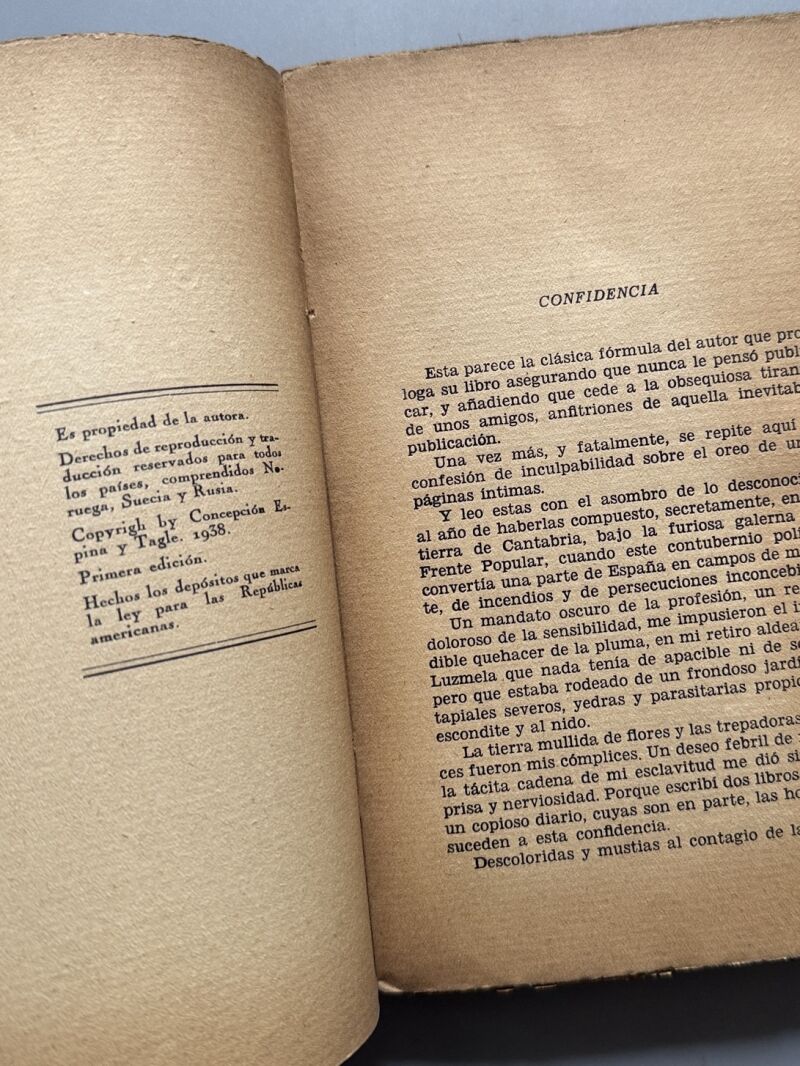 Es propiedad de la autora.
Derechos de reproducción y tra-
ducción reservados para todos
los países, comprendidos No-
ruega, Suecia y Rusia.
Copyrigh by Concepción Es-
pina y Tagle. 1938.
Primera edición.
Hechos los depósitos que marca
la ley para las Repúblicas
americanas.
CONFIDENCIA
Esta parece la clásica fórmula del autor que pro
loga su libro asegurando que nunca le pensó publi
car, y añadiendo que cede a la obsequiosa tiran
de unos amigos, anfitriones de aquella inevitab
publicación.
Una vez más, y fatalmente, se repite aquí
confesión de inculpabilidad sobre el oreo de un
páginas íntimas.
Y leo estas con el asombro de lo desconoci
al año de haberlas compuesto, secretamente, en
tierra de Cantabria, bajo la furiosa galerna
Frente Popular, cuando este contubernio polí
convertía una parte de España en campos de m
te, de incendios y de persecuciones inconcebi
Un mandato oscuro de la profesión, un re
doloroso de la sensibilidad, me impusieron el i
dible quehacer de la pluma, en mi retiro aldea
Luzmela que nada tenía de apacible ni de se
pero que estaba rodeado de un frondoso jardí
tapiales severos, yedras y parasitarias propic
escondite y al nido.
La tierra mullida de flores y las trepadoras
ces fueron mis cómplices. Un deseo febril de
la tácita cadena de mi esclavitud me dió si
prisa y nerviosidad. Porque escribí dos libros
un copioso diario, cuyas son en parte, las ho
suceden a esta confidencia.
Descoloridas y mustias al contagio de la